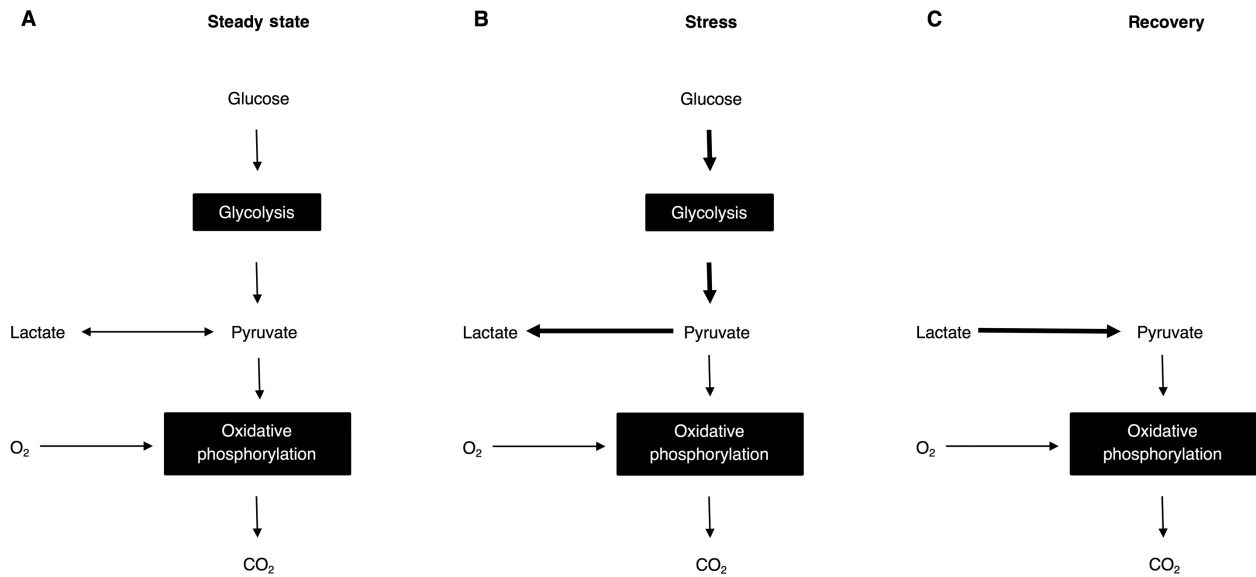 A
Steady state
Glucose
Glycolysis
Lactate
Pyruvate
O₂
Oxidative
phosphorylation
CO₂
B
Stress
Glucose
Glycolysis
Lactate
Pyruvate
O₂
Oxidative
phosphorylation
CO₂
C
Recovery
Lactate
Pyruvate
O₂
Oxidative
phosphorylation
CO₂